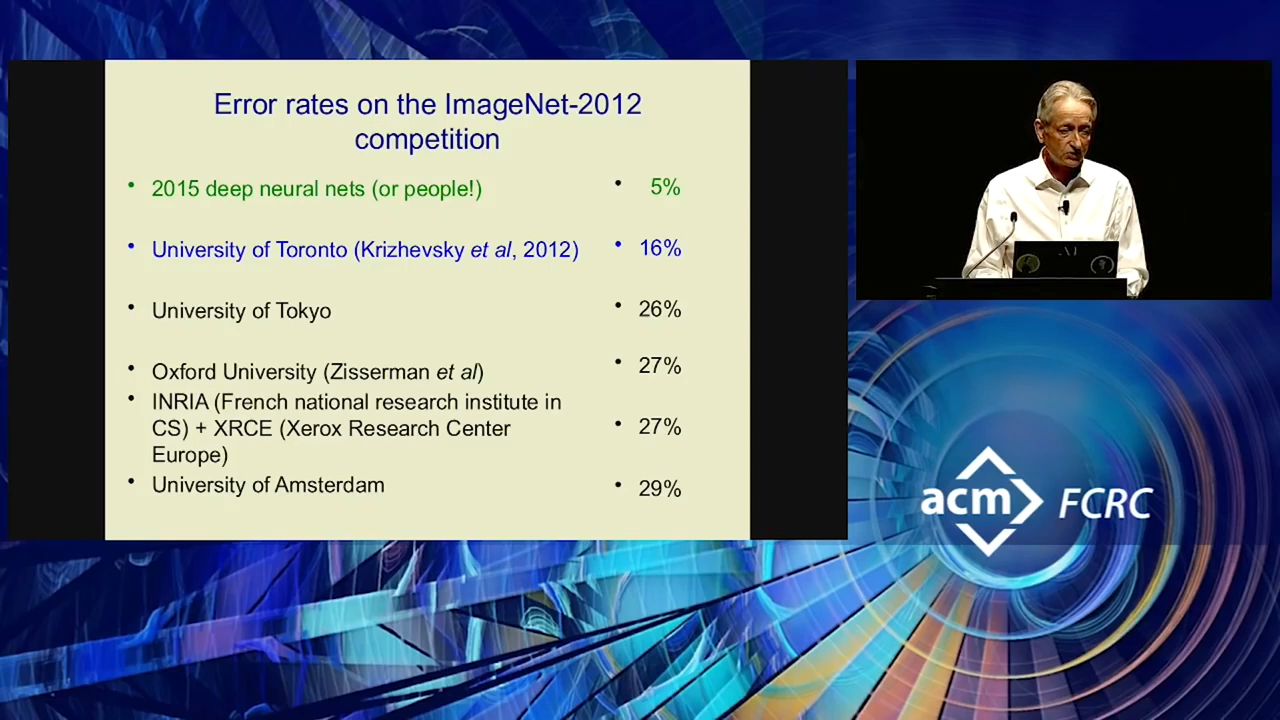 Error rates on the ImageNet-2012
competition
• 2015 deep neural nets (or people!) • 5%
• University of Toronto (Krizhevsky et al, 2012) • 16%
• University of Tokyo • 26%
• Oxford University (Zisserman et al) • 27%
• INRIA (French national research institute in
CS) + XRCE (Xerox Research Center • 27%
Europe)
• University of Amsterdam • 29%
acm FCRC